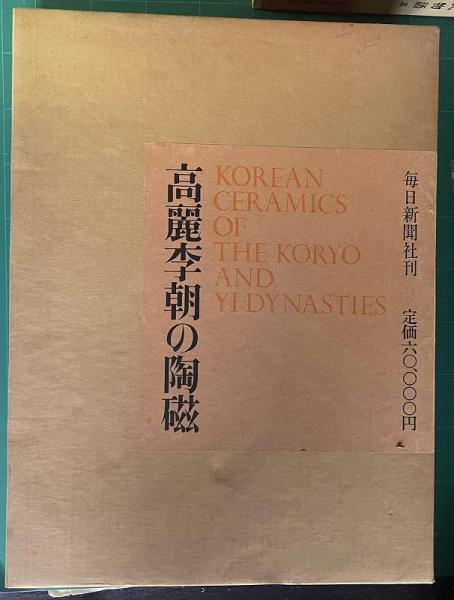 高麗李朝の陶磁
KOREAN
CERAMICS
OF
THE KORYO
AND
YI DYNASTIES
毎日新聞社刊 定価六〇、〇〇〇円